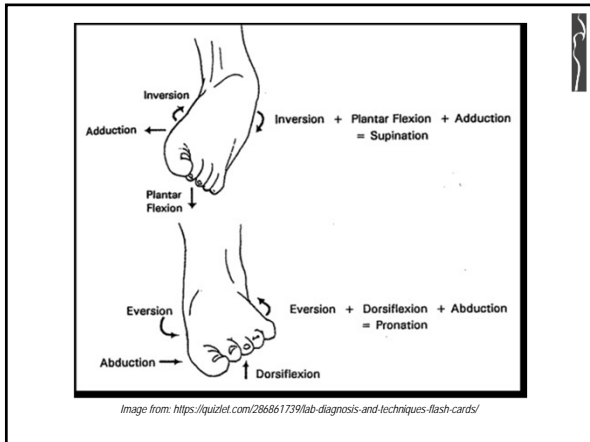 Inversion
Adduction
Plantar
Flexion
Inversion + Plantar Flexion + Adduction
= Supination
Eversion
Abduction
Dorsiflexion
Eversion + Dorsiflexion + Abduction
= Pronation
Image from: https://quizlet.com/286861739/lab-diagnosis-and-techniques-flash-cards/